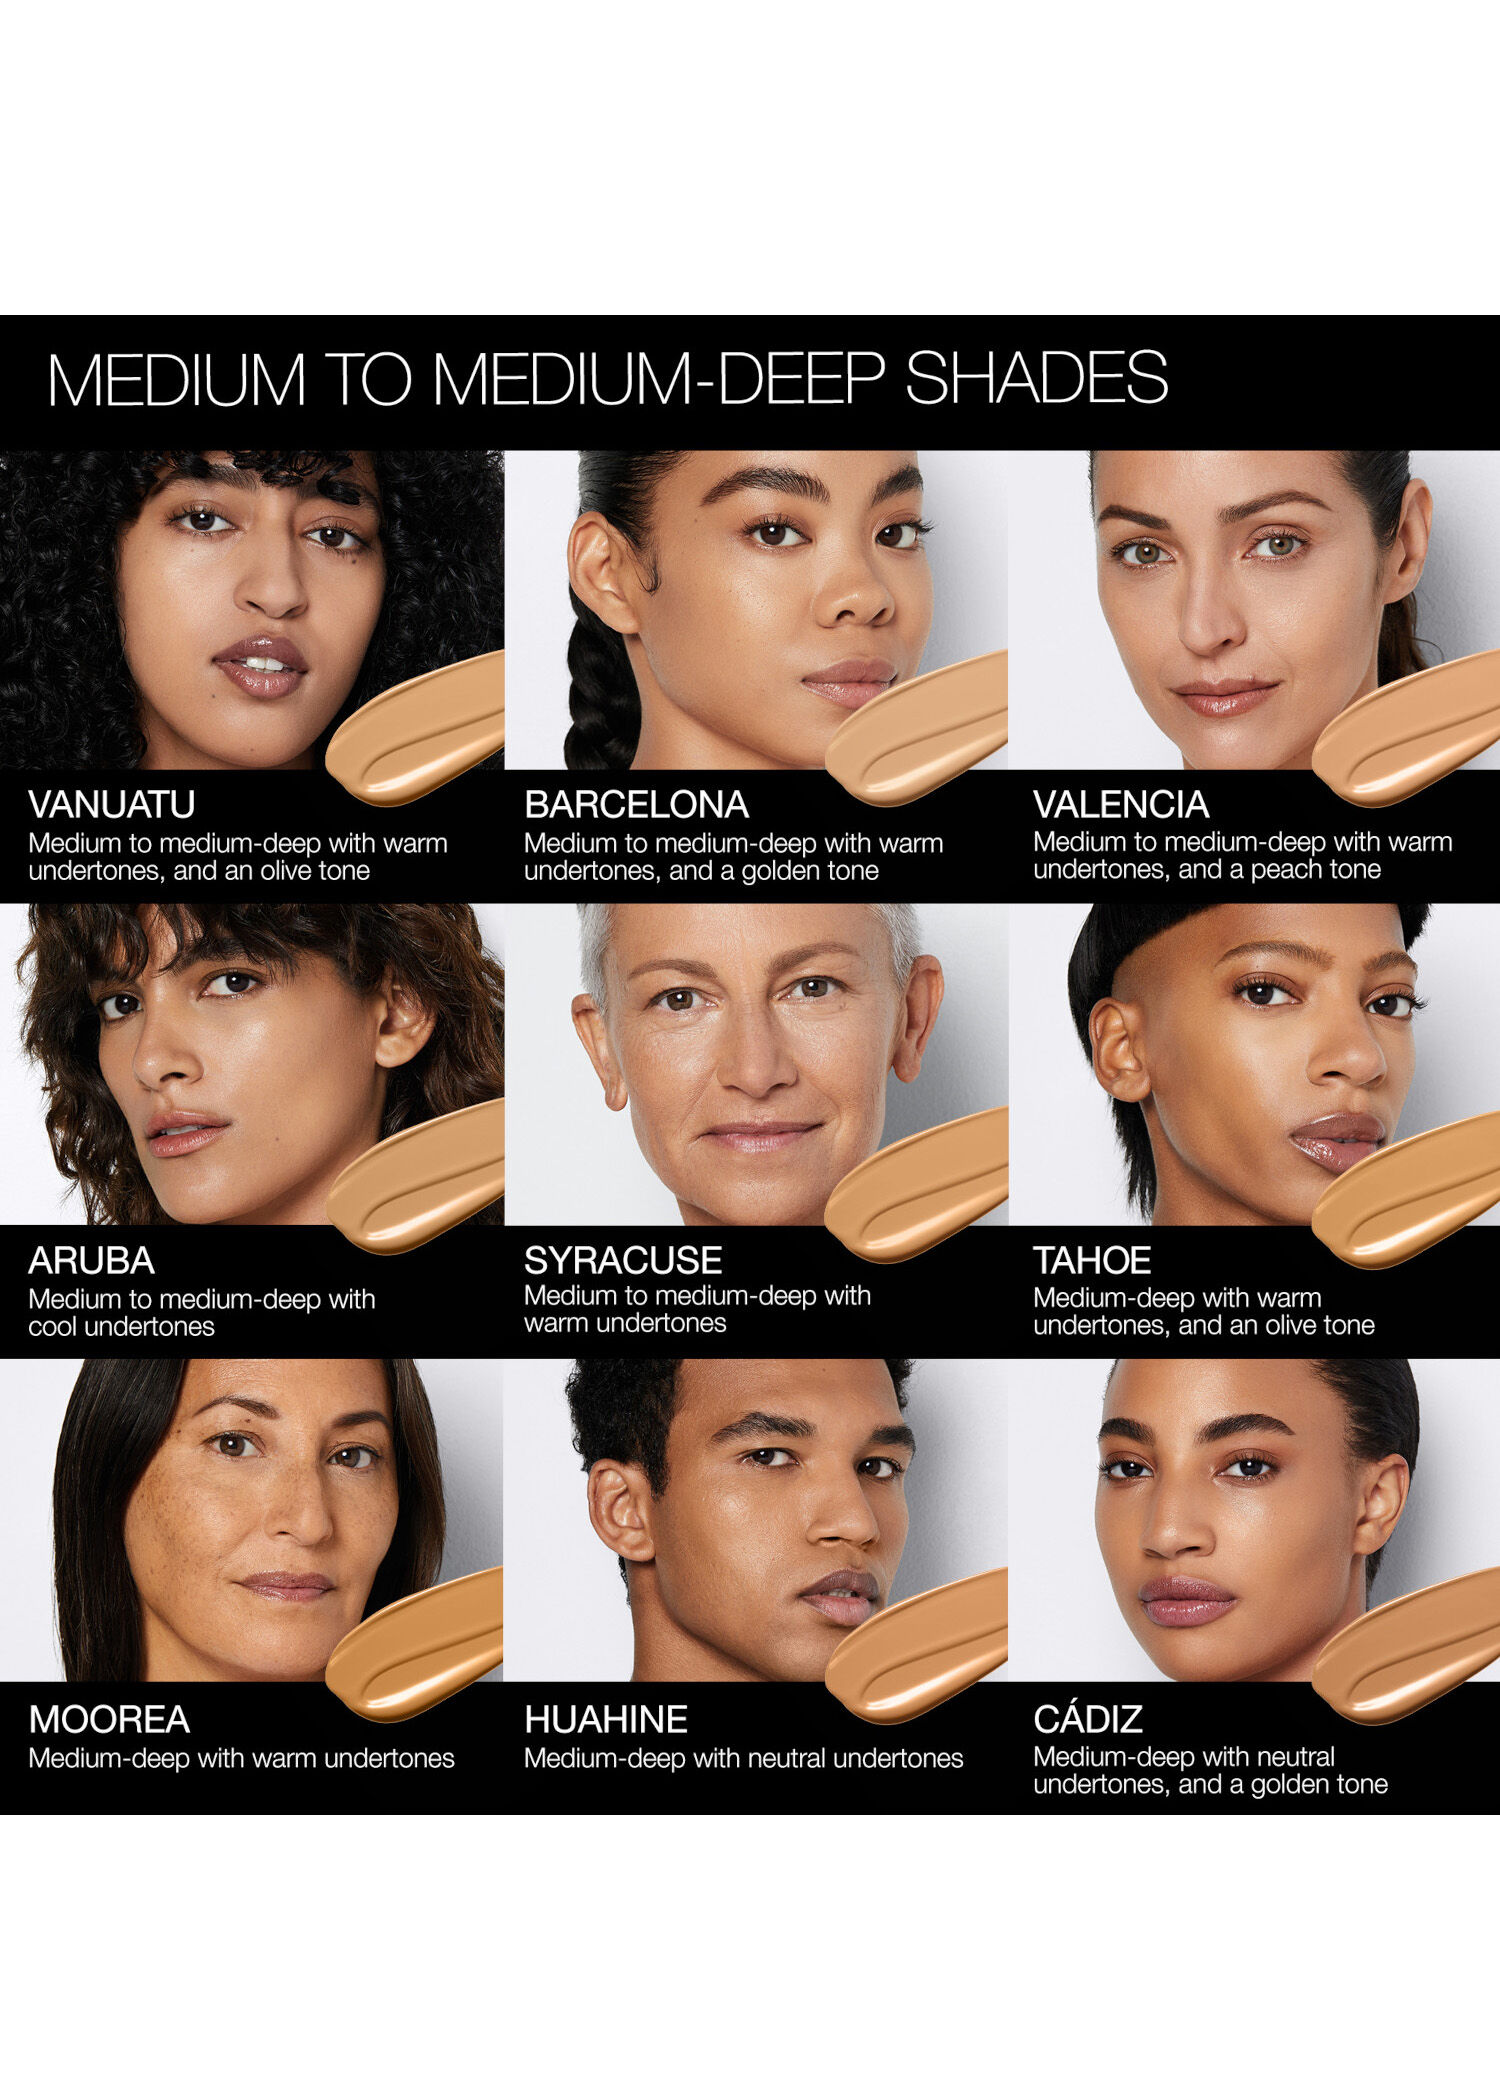 MEDIUM TO MEDIUM-DEEP SHADES
VANUATU
Medium to medium-deep with warm
undertones, and an olive tone
BARCELONA
Medium to medium-deep with warm
undertones, and a golden tone
VALENCIA
Medium to medium-deep with warm
undertones, and a peach tone
ARUBA
Medium to medium-deep with
cool undertones
SYRACUSE
Medium to medium-deep with
warm undertones
TAHOE
Medium-deep with warm
undertones, and an olive tone
MOOREA
Medium-deep with warm undertones
HUAHINE
Medium-deep with neutral undertones
CÁDIZ
Medium-deep with neutral
undertones, and a golden tone